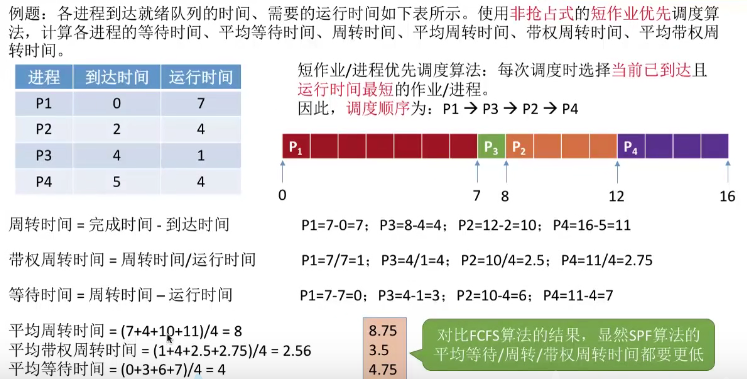 例题：各进程到达就绪队列的时间、需要的运行时间如下表所示。使用非抢占式的短作业优先调度算
法，计算各进程的等待时间、平均等待时间、周转时间、平均周转时间、带权周转时间、平均带权周
转时间。
进程 到达时间 运行时间
P1 0 7
P2 2 4
P3 4 1
P4 5 4
短作业/进程优先调度算法：每次调度时选择当前已到达且
运行时间最短的作业/进程。
因此，调度顺序为：P1 → P3 → P2 → P4
P1 P3 P2 P4
0 7 8 12 16
周转时间 = 完成时间 - 到达时间 P1=7-0=7；P3=8-4=4；P2=12-2=10；P4=16-5=11
带权周转时间 = 周转时间/运行时间 P1=7/7=1；P3=4/1=4；P2=10/4=2.5；P4=11/4=2.75
等待时间 = 周转时间 – 运行时间 P1=7-7=0；P3=4-1=3；P2=10-4=6；P4=11-4=7
平均周转时间 = (7+4+10+11)/4 = 8
平均带权周转时间 = (1+4+2.5+2.75)/4 = 2.56
平均等待时间 = (0+3+6+7)/4 = 4
8.75
3.5
4.75
对比FCFS算法的结果，显然SPF算法的
平均等待/周转/带权周转时间都要更低